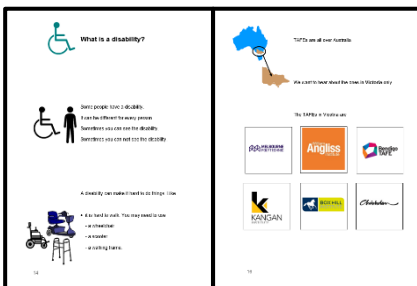 What is a disability?
Some people have a disability.
It can be different for every person.
Sometimes you can see the disability.
Sometimes you can not see the disability.
A disability can make it hard to do things. Like
• it is hard to walk. You may need to use
- a wheelchair
- a scooter
- a walking frame.
14
TAFEs are all over Australia.
We want to hear about the ones in Victoria only.
The TAFEs in Victoria are
MELBOURNE
POLYTECHNIC
Angliss
Bendigo
TAFE
KANGAN
INSTITUTE
BOX HILL
Chisholm
15